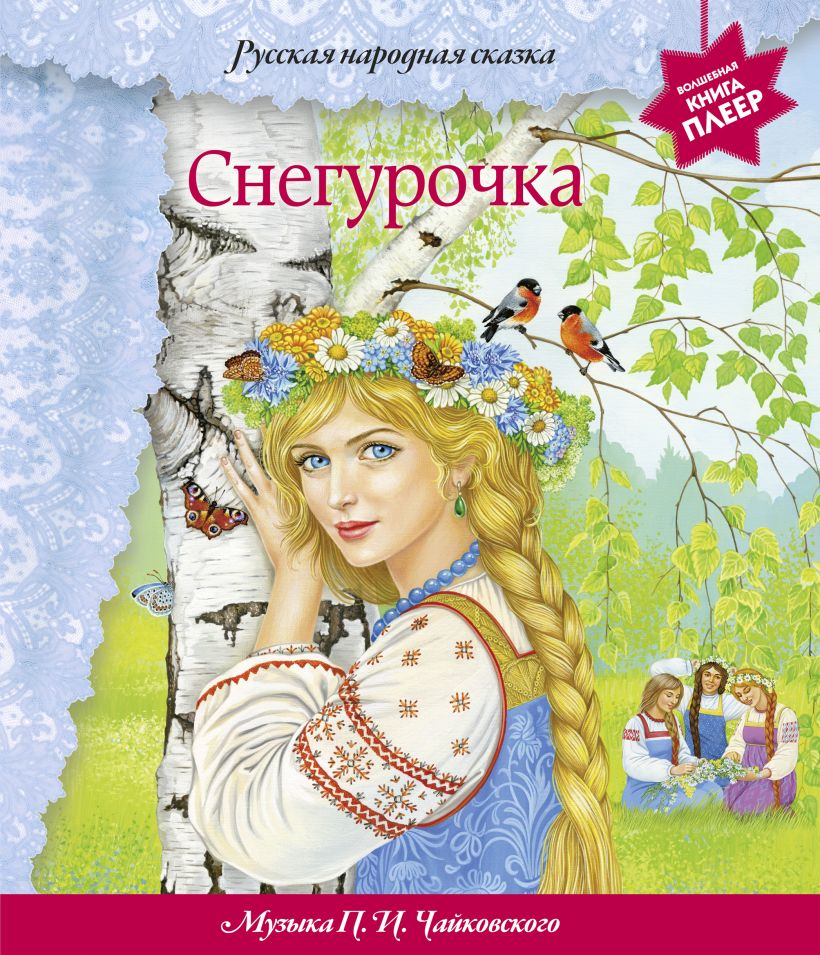 Русская народная сказка
ВОЛШЕБНАЯ
КНИГА
ПЛЕЕР
Снегурочка
Музыка П. И. Чайковского